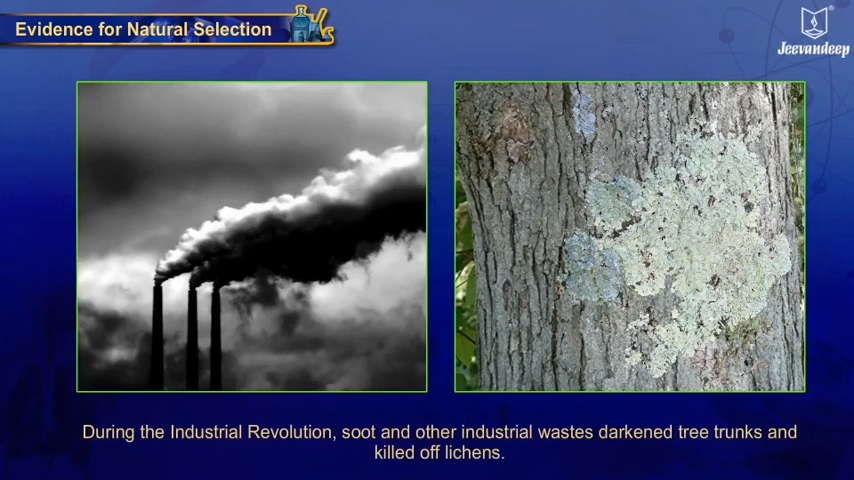 Evidence for Natural Selection
Jeevandeep
During the Industrial Revolution, soot and other industrial wastes darkened tree trunks and
killed off lichens.